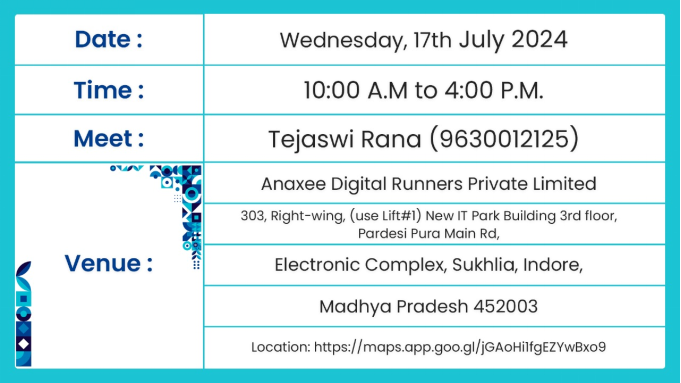 Date : Wednesday, 17th July 2024
Time : 10:00 A.M to 4:00 P.M.
Meet : Tejaswi Rana (9630012125)
Venue :
Anaxee Digital Runners Private Limited
303, Right-wing, (use Lift#1) New IT Park Building 3rd floor,
Pardesi Pura Main Rd,
Electronic Complex, Sukhlia, Indore,
Madhya Pradesh 452003
Location: https://maps.app.goo.gl/jGAoHi1fgEZYwBxo9